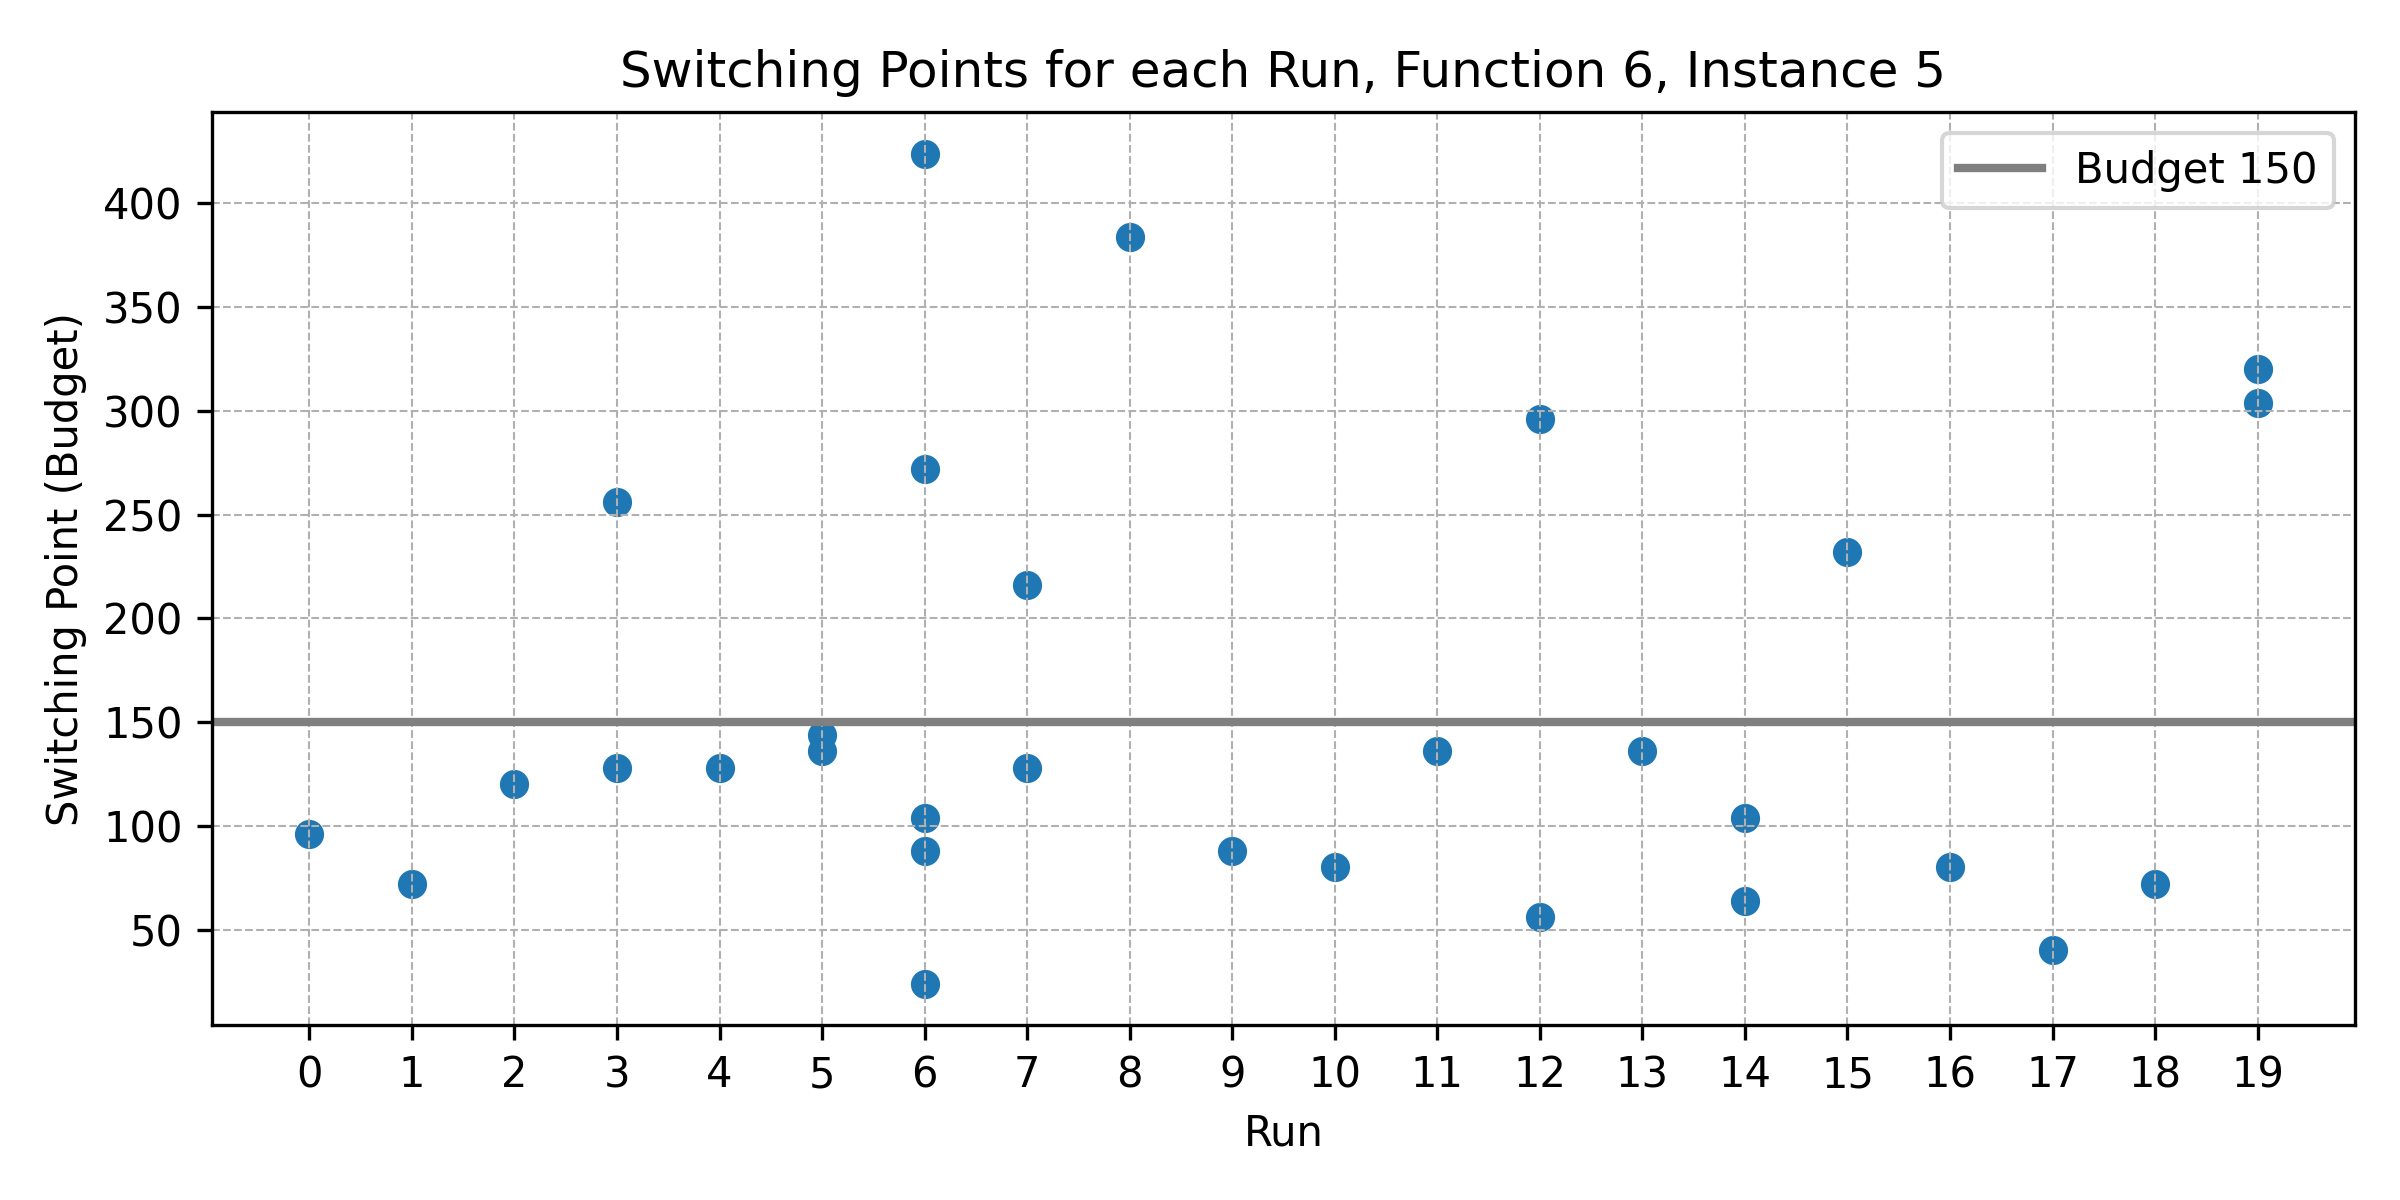 Switching Points for each Run, Function 6, Instance 5
Budget 150
Switching Point (Budget)
400
350
300
250
200
150
100
50
0 1 2 3 4 5 6 7 8 9 10 11 12 13 14 15 16 17 18 19
Run